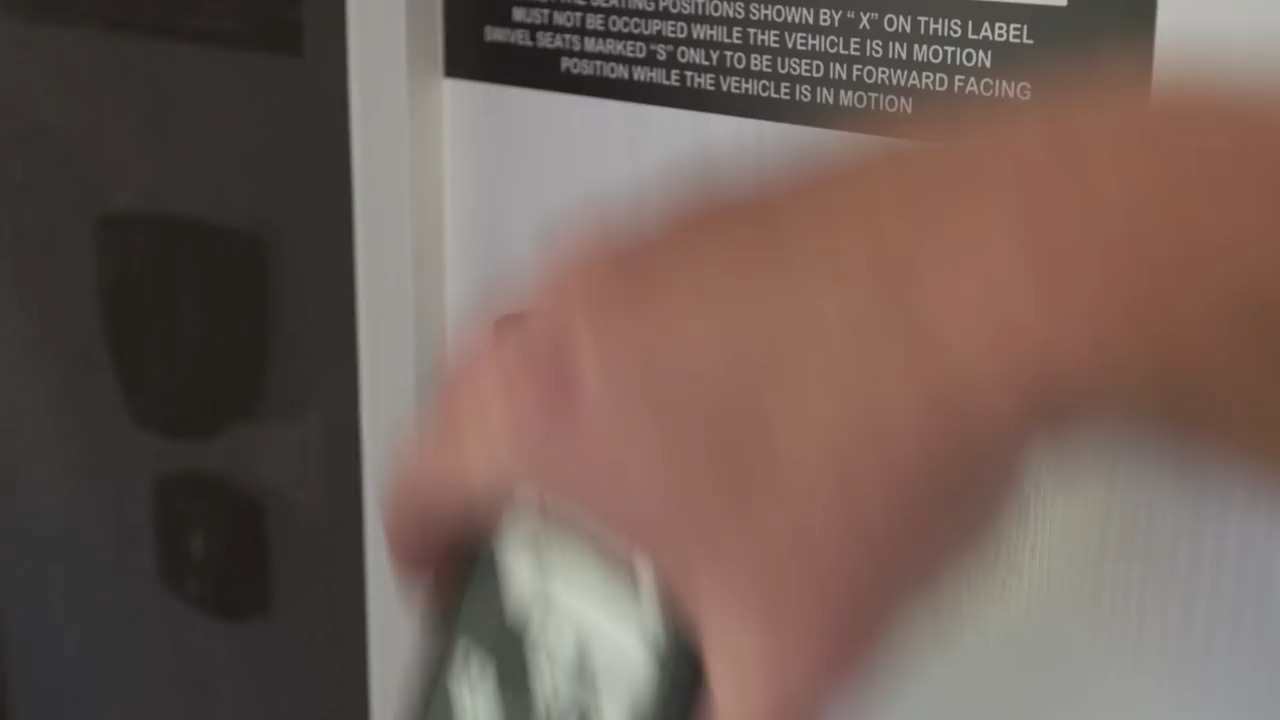 SEATING POSITIONS SHOWN BY “ X” ON THIS LABEL
MUST NOT BE OCCUPIED WHILE THE VEHICLE IS IN MOTION
SWIVEL SEATS MARKED “S” ONLY TO BE USED IN FORWARD FACING
POSITION WHILE THE VEHICLE IS IN MOTION